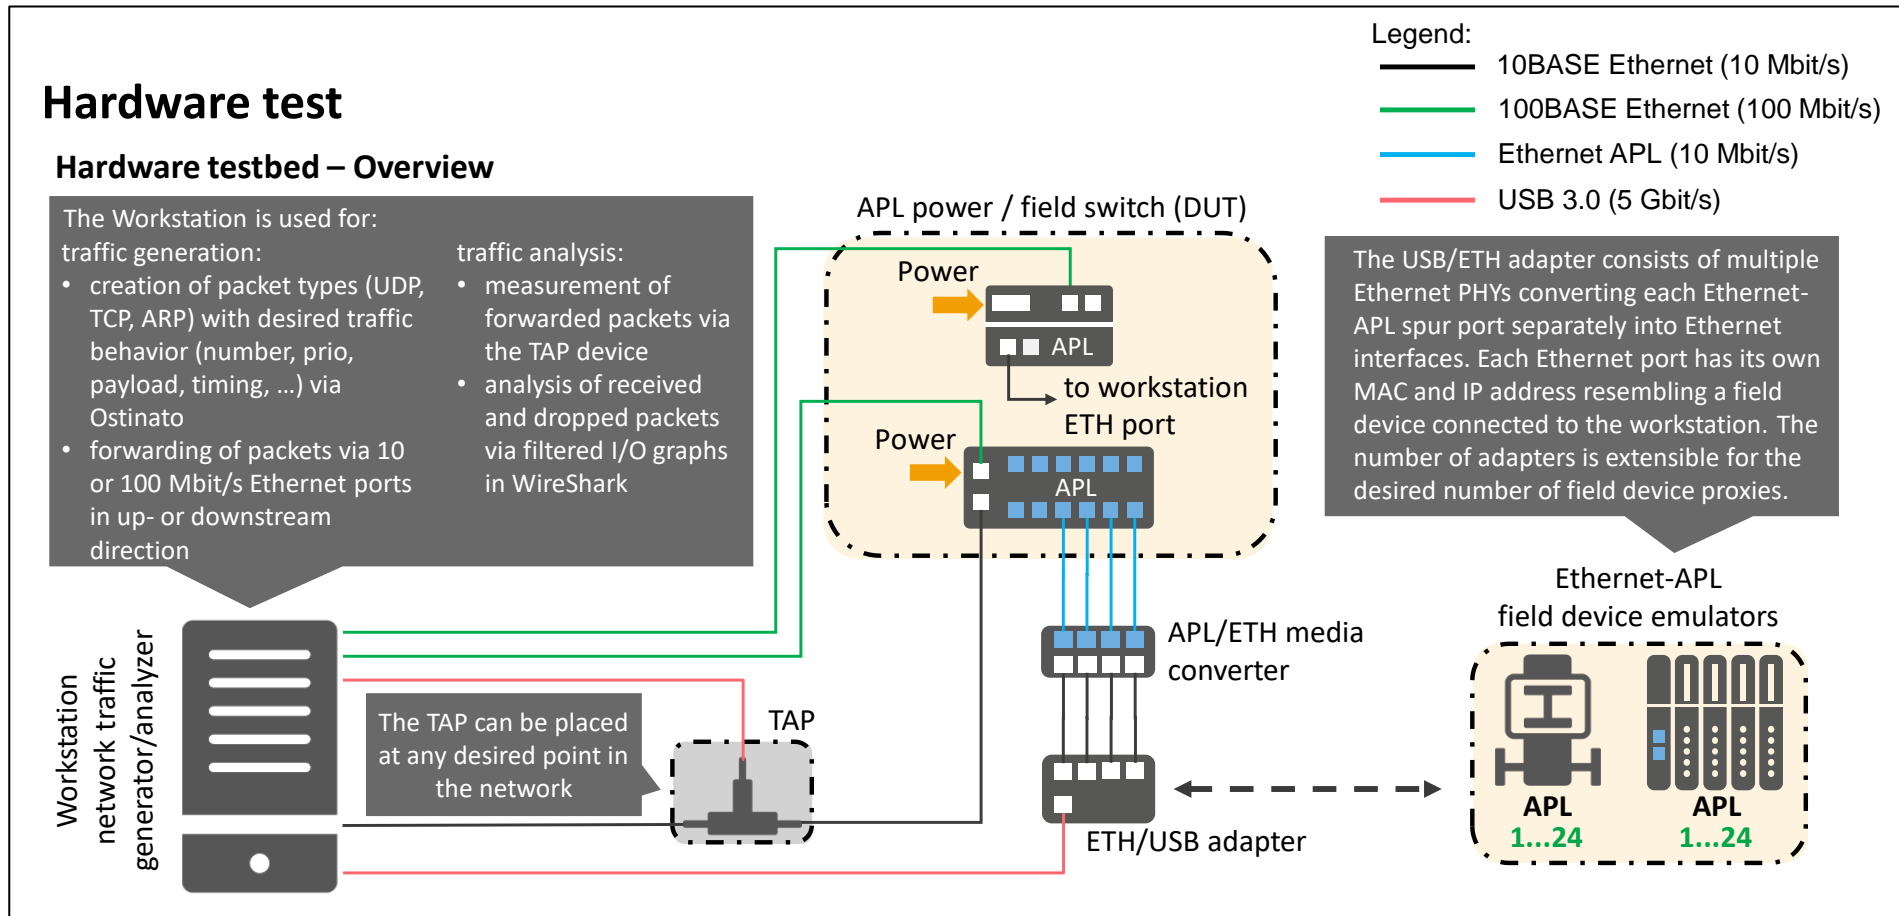 Hardware test
Hardware testbed – Overview
Legend:
10BASE Ethernet (10 Mbit/s)
100BASE Ethernet (100 Mbit/s)
Ethernet APL (10 Mbit/s)
USB 3.0 (5 Gbit/s)
The Workstation is used for:
traffic generation:
• creation of packet types (UDP,
TCP, ARP) with desired traffic
behavior (number, prio,
payload, timing, ...) via
Ostinato
• forwarding of packets via 10
or 100 Mbit/s Ethernet ports
in up- or downstream
direction
traffic analysis:
• measurement of
forwarded packets via
the TAP device
• analysis of received
and dropped packets
via filtered I/O graphs
in WireShark
APL power / field switch (DUT)
Power
APL
to workstation
ETH port
Power
APL
The USB/ETH adapter consists of multiple
Ethernet PHYs converting each Ethernet-
APL spur port separately into Ethernet
interfaces. Each Ethernet port has its own
MAC and IP address resembling a field
device connected to the workstation. The
number of adapters is extensible for the
desired number of field device proxies.
Workstation
network traffic
generator/analyzer
The TAP can be placed
at any desired point in
the network
TAP
APL/ETH media
converter
ETH/USB adapter
Ethernet-APL
field device emulators
APL
1...24
APL
1...24